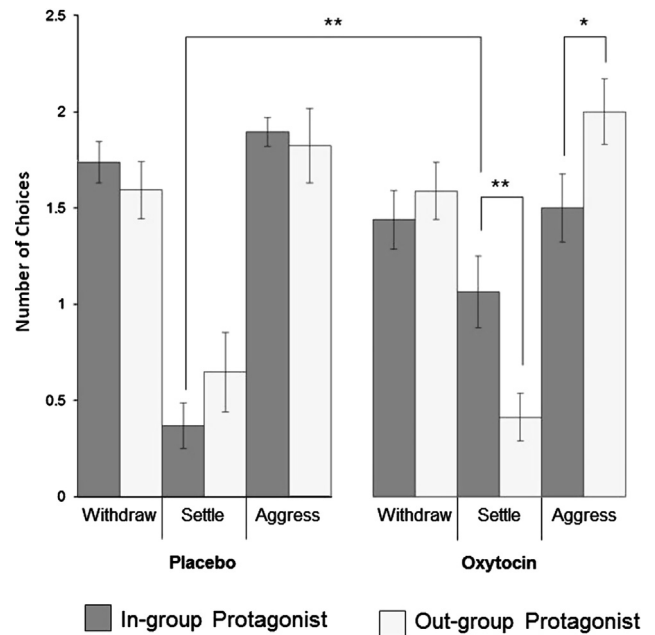 2.5
**
*
2
**
1.5
1
0.5
0
Number of Choices
Withdraw Settle Aggress Withdraw Settle Aggress
Placebo Oxytocin
In-group Protagonist Out-group Protagonist